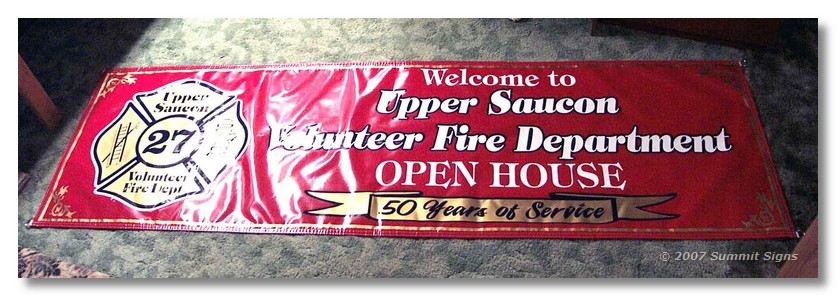 Upper
Saucon
27
Volunteer
Fire Dept
Welcome to
Upper Saucon
Volunteer Fire Department
OPEN HOUSE
50 Years of Service
© 2007 Summit Signs